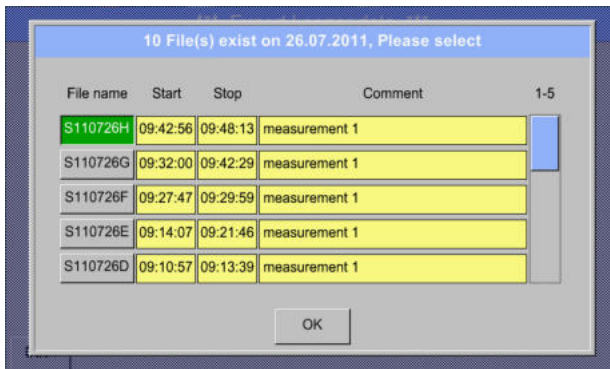 10 File(s) exist on 26.07.2011, Please select
File name Start Stop Comment 1-5
S110726H 09:42:56 09:48:13 measurement 1
S110726G 09:32:00 09:42:29 measurement 1
S110726F 09:27:47 09:29:59 measurement 1
S110726E 09:14:07 09:21:46 measurement 1
S110726D 09:10:57 09:13:39 measurement 1
OK